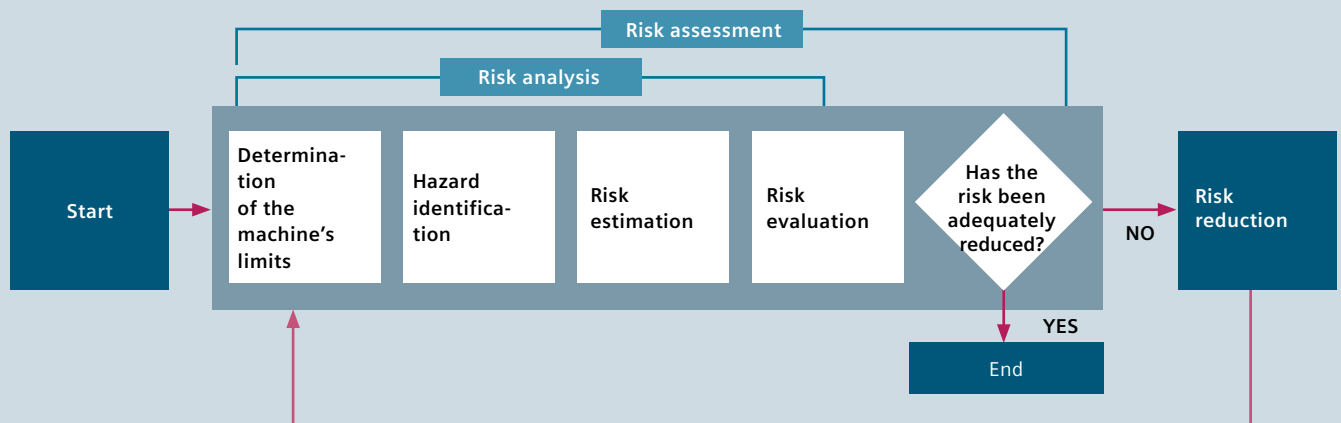 Risk assessment
Risk analysis
Start
Determina-
tion
of the
machine's
limits
Hazard
identifica-
tion
Risk
estimation
Risk
evaluation
Has the
risk been
adequately
reduced?
NO
Risk
reduction
YES
End